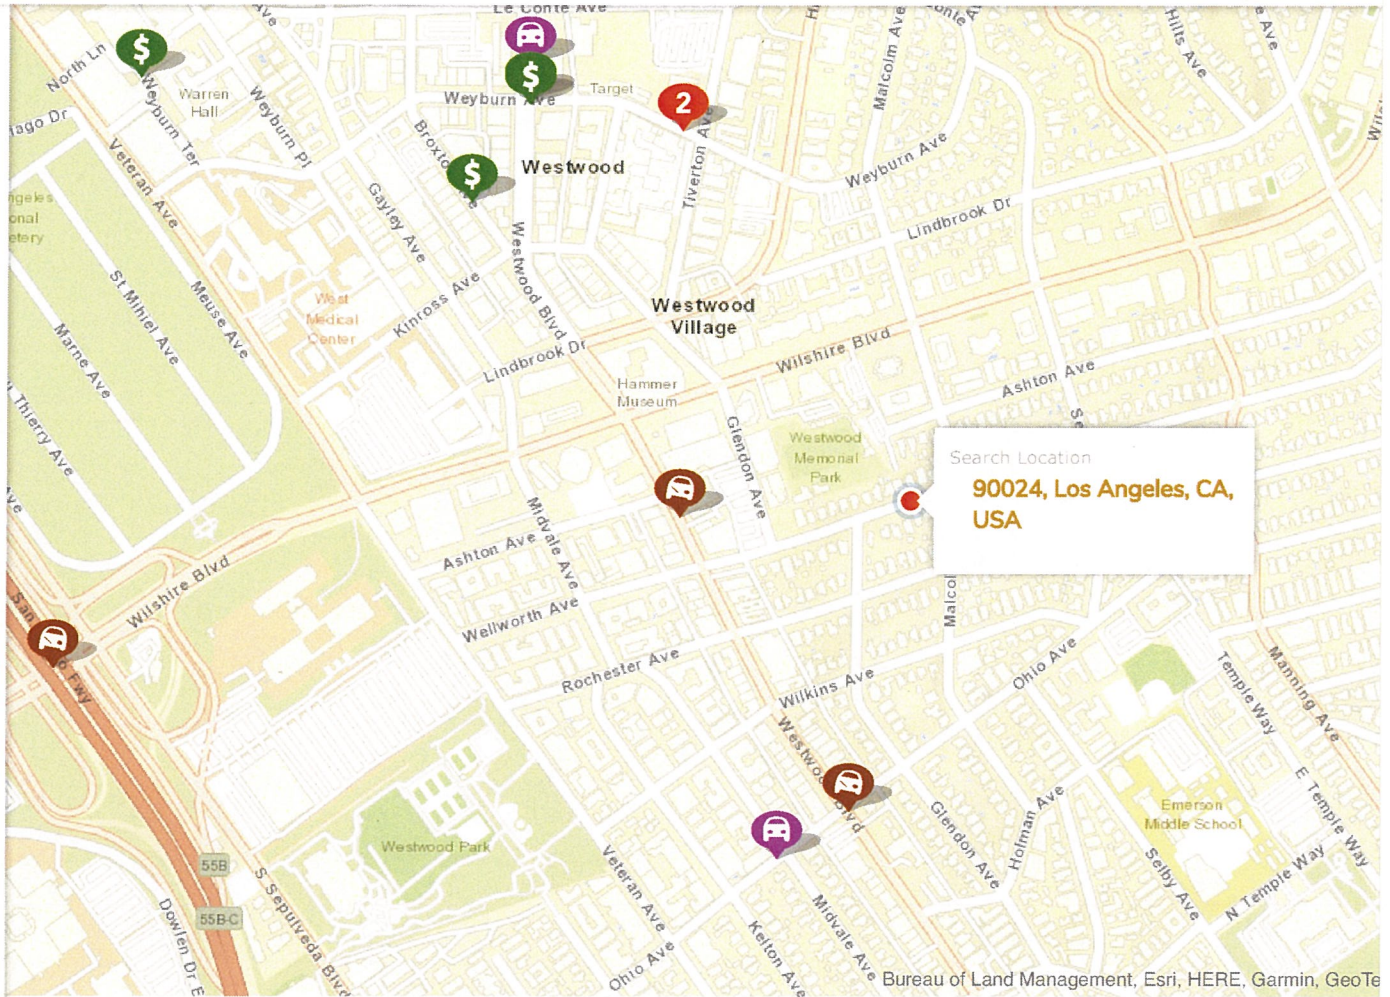 Le Conte Ave
North Ln
Warren
Hall
Weyburn Ter
Weyburn Pl
Weyburn Ave
Target
2
Tiverton Ave
Malcolm Ave
Hilts Ave
Westwood
Weyburn Ave
Lindbrook Dr
Veteran Ave
Gayley Ave
Westwood Blvd
Kinross Ave
West
Medical
Center
Westwood
Village
St Mihiel Ave
Meuse Ave
Marne Ave
Thierry Ave
Lindbrook Dr
Hammer
Museum
Wilshire Blvd
Ashton Ave
Glendon Ave
Westwood
Memorial
Park
Search Location
90024, Los Angeles, CA,
USA
Midvale Ave
Ashton Ave
Wilshire Blvd
Wellworth Ave
Rochester Ave
Wilkins Ave
Ohio Ave
Temple Way
Manning Ave
Westwood Blvd
Fwy
Westwood Park
Emerson
Middle School
E Temple Way
Glendon Ave
Holman Ave
Selby Ave
N Temple Way
55B
55B-C
S Sepulveda Blvd
Dowlen Dr E
Veteran Ave
Ohio Ave
Kelton Ave
Midvale Ave
Bureau of Land Management, Esri, HERE, Garmin, GeoTe